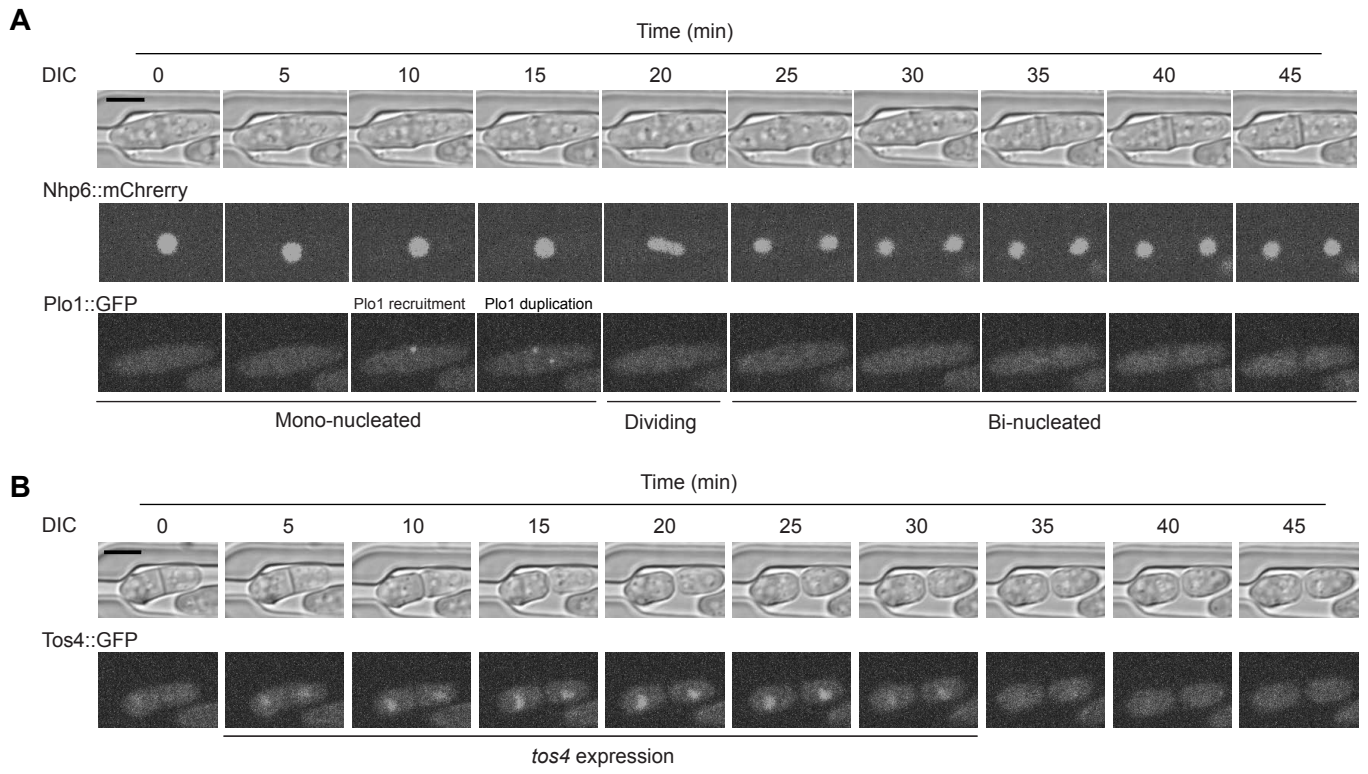 A
Time (min)
DIC 0 5 10 15 20 25 30 35 40 45
Nhp6::mChrerry
Plo1::GFP Plo1 recruitment Plo1 duplication
Mono-nucleated Dividing Bi-nucleated
B
Time (min)
DIC 0 5 10 15 20 25 30 35 40 45
Tos4::GFP
tos4 expression